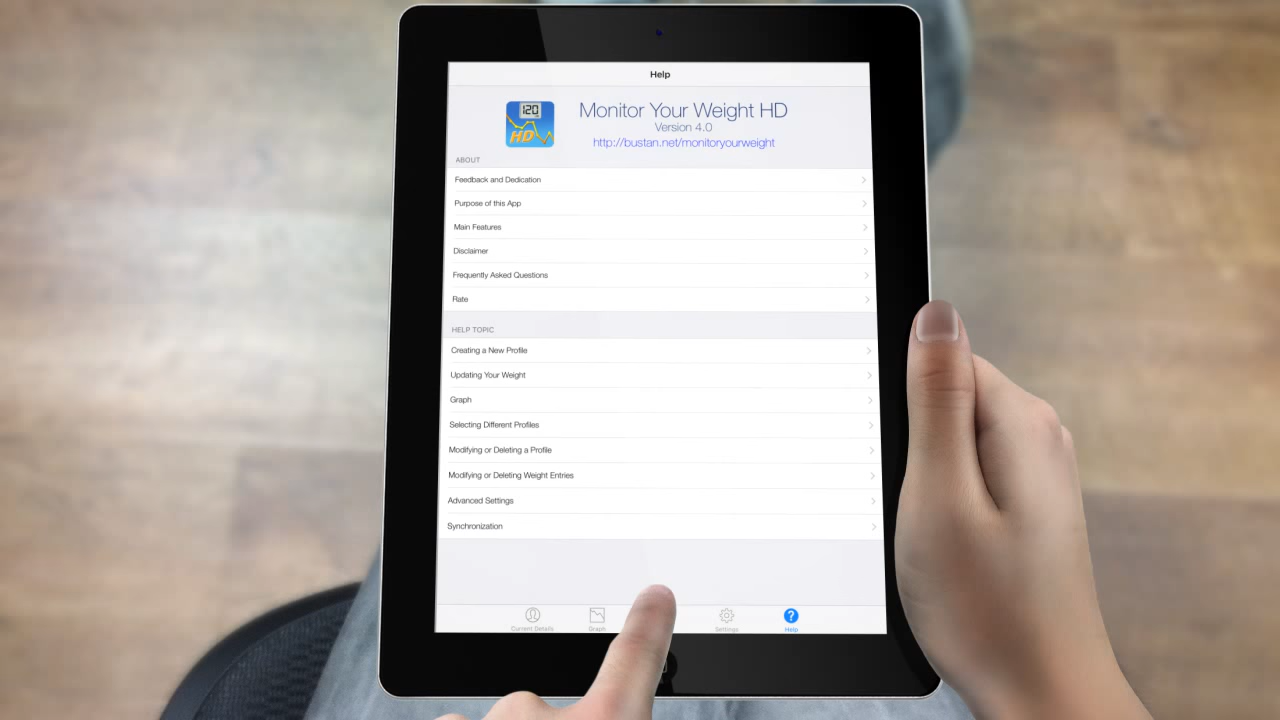 Help
120
HD
Monitor Your Weight HD
Version 4.0
http://bustan.net/monitoryourweight
ABOUT
Feedback and Dedication
Purpose of this App
Main Features
Disclaimer
Frequently Asked Questions
Rate
HELP TOPIC
Creating a New Profile
Updating Your Weight
Graph
Selecting Different Profiles
Modifying or Deleting a Profile
Modifying or Deleting Weight Entries
Advanced Settings
Synchronization
Current Details
Graph
Settings
Help